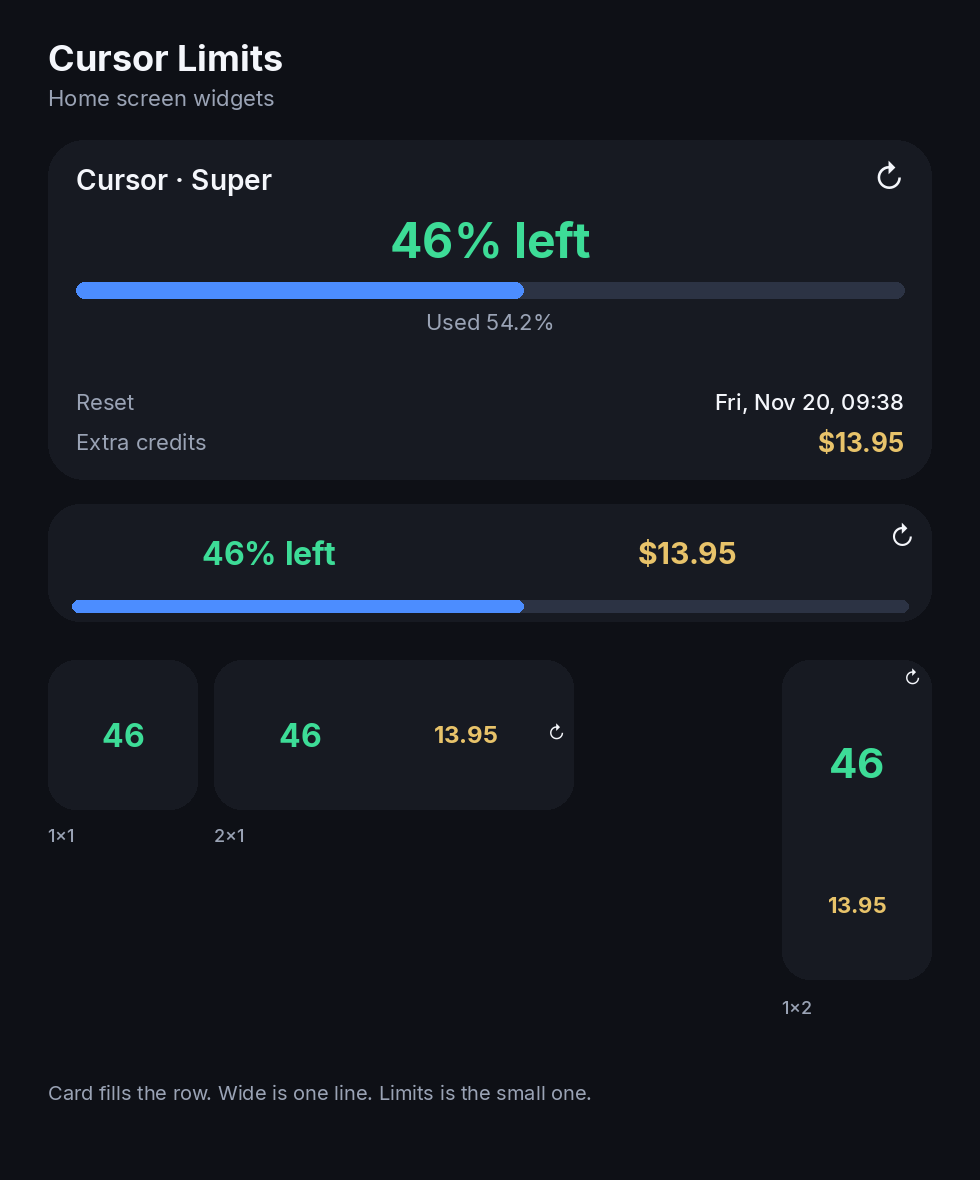 Cursor Limits
Home screen widgets
Cursor · Super
46% left
Used 54.2%
Reset Fri, Nov 20, 09:38
Extra credits $13.95
46% left $13.95
46
46 13.95
46
13.95
1×1
2×1
1×2
Card fills the row. Wide is one line. Limits is the small one.